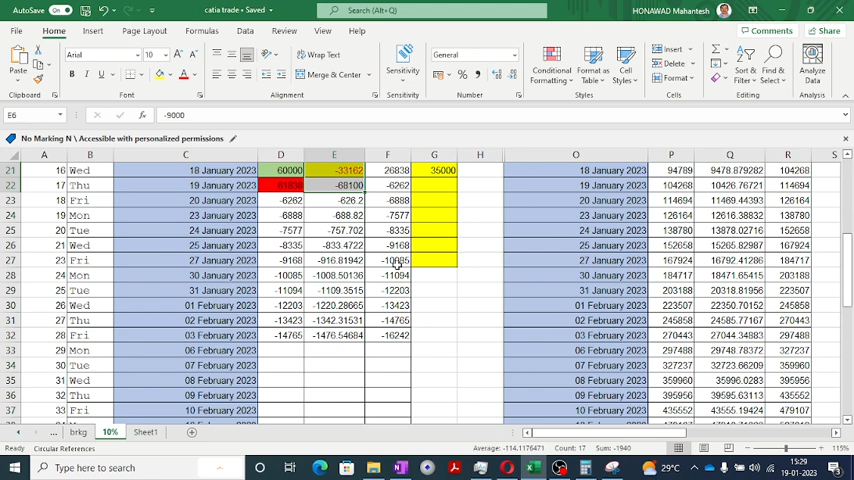 AutoSave On catia trade • Saved Search (Alt+Q) HONAWAD Mahantesh
File Home Insert Page Layout Formulas Data Review View Help Comments Share
Arial 10 Wrap Text General Insert
Paste Merge & Center Sensitivity Conditional Formatting Format as Table Cell Styles Delete Format Sort & Filter Find & Select Analyze Data
Clipboard Font Alignment Number Sensitivity Styles Cells Editing Analysis
E6 fx -9000
No Marking N \ Accessible with personalized permissions
A B C D E F G H O P Q R S
21 16 Wed 18 January 2023 60000 -33162 26838 35000 18 January 2023 94789 9478.879282 104268
22 17 Thu 19 January 2023 61838 -68100 -6262 19 January 2023 104268 10426.76721 114694
23 18 Fri 20 January 2023 -6262 -626.2 -6888 20 January 2023 114694 11469.44393 126164
24 19 Mon 23 January 2023 -6888 -688.82 -7577 23 January 2023 126164 12616.38832 138780
25 20 Tue 24 January 2023 -7577 -757.702 -8335 24 January 2023 138780 13878.02716 152658
26 21 Wed 25 January 2023 -8335 -833.4722 -9168 25 January 2023 152658 15265.82987 167924
27 23 Fri 27 January 2023 -9168 -916.81942 -10085 27 January 2023 167924 16792.41286 184717
28 24 Mon 30 January 2023 -10085 -1008.50136 -11094 30 January 2023 184717 18471.65415 203188
29 25 Tue 31 January 2023 -11094 -1109.3515 -12203 31 January 2023 203188 20318.81956 223507
30 26 Wed 01 February 2023 -12203 -1220.28665 -13423 01 February 2023 223507 22350.70152 245858
31 27 Thu 02 February 2023 -13423 -1342.31531 -14765 02 February 2023 245858 24585.77167 270443
32 28 Fri 03 February 2023 -14765 -1476.54684 -16242 03 February 2023 270443 27044.34883 297488
33 29 Mon 06 February 2023 06 February 2023 297488 29748.78372 327237
34 30 Tue 07 February 2023 07 February 2023 327237 32723.66209 359960
35 31 Wed 08 February 2023 08 February 2023 359960 35996.0283 395956
36 32 Thu 09 February 2023 09 February 2023 395956 39595.63113 435552
37 33 Fri 10 February 2023 10 February 2023 435552 43555.19424 479107
... brkg 10% Sheet1
Ready Circular References Average: -114.1176471 Count: 17 Sum: -1940 115%
Type here to search 29°C ENG 15:29
19-01-2023